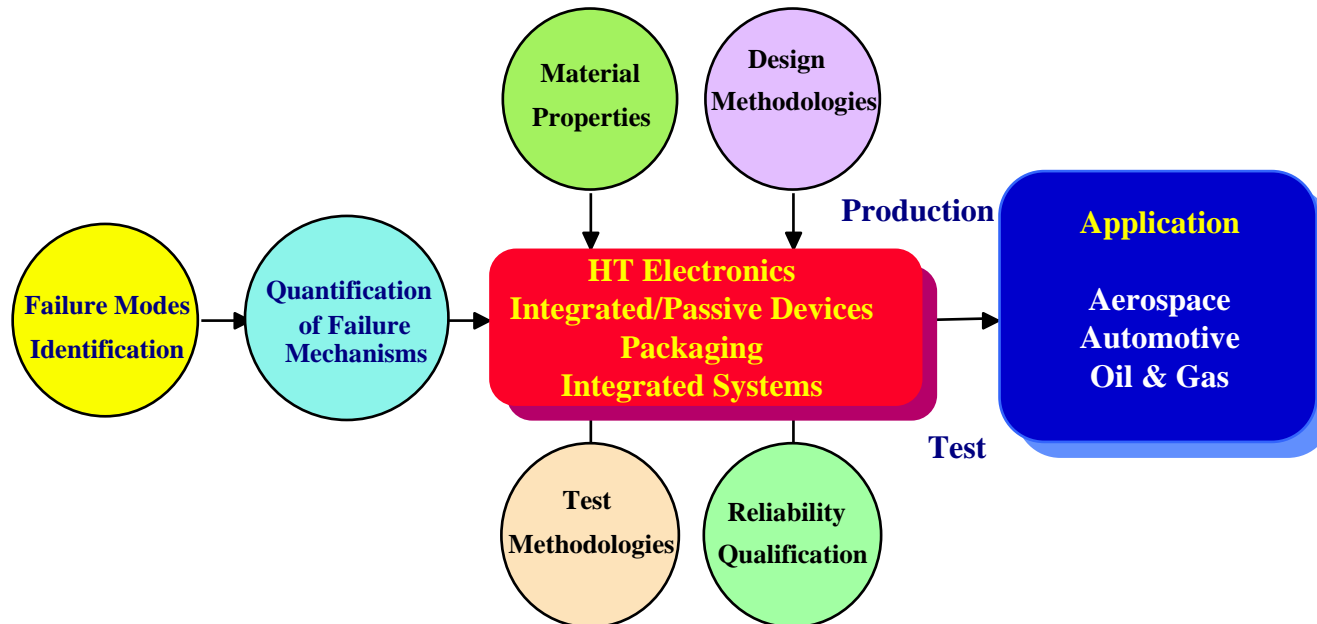 Material
Properties
Design
Methodologies
Production
Failure Modes
Identification
Quantification
of Failure
Mechanisms
HT Electronics
Integrated/Passive Devices
Packaging
Integrated Systems
Application
Aerospace
Automotive
Oil & Gas
Test
Test
Methodologies
Reliability
Qualification